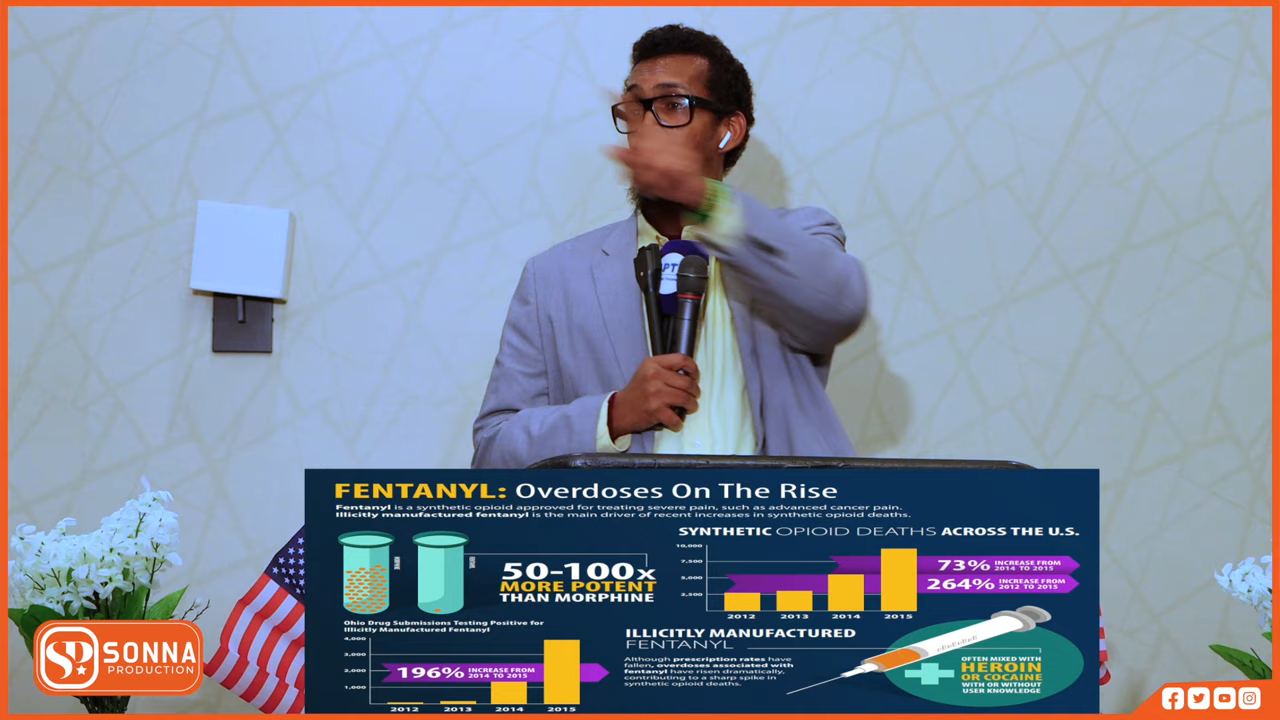 PT
FENTANYL: Overdoses On The Rise
Fentanyl is a synthetic opioid approved for treating severe pain, such as advanced cancer pain.
Illicitly manufactured fentanyl is the main driver of recent increases in synthetic opioid deaths.
50-100x
MORE POTENT
THAN MORPHINE
SYNTHETIC OPIOID DEATHS ACROSS THE U.S.
10,000
7,500
5,000
2,500
73% INCREASE FROM
2014 TO 2015
264% INCREASE FROM
2012 TO 2015
2012 2013 2014 2015
Ohio Drug Submissions Testing Positive for
Illicitly Manufactured Fentanyl
4,000
3,000
2,000
1,000
196% INCREASE FROM
2014 TO 2015
2012 2013 2014 2015
ILLICITLY MANUFACTURED
FENTANYL
Although prescription rates have
fallen, overdoses associated with
fentanyl have risen dramatically,
contributing to a sharp spike in
synthetic opioid deaths.
OFTEN MIXED WITH
HEROIN
OR COCAINE
WITH OR WITHOUT
USER KNOWLEDGE
SP SONNA
PRODUCTION